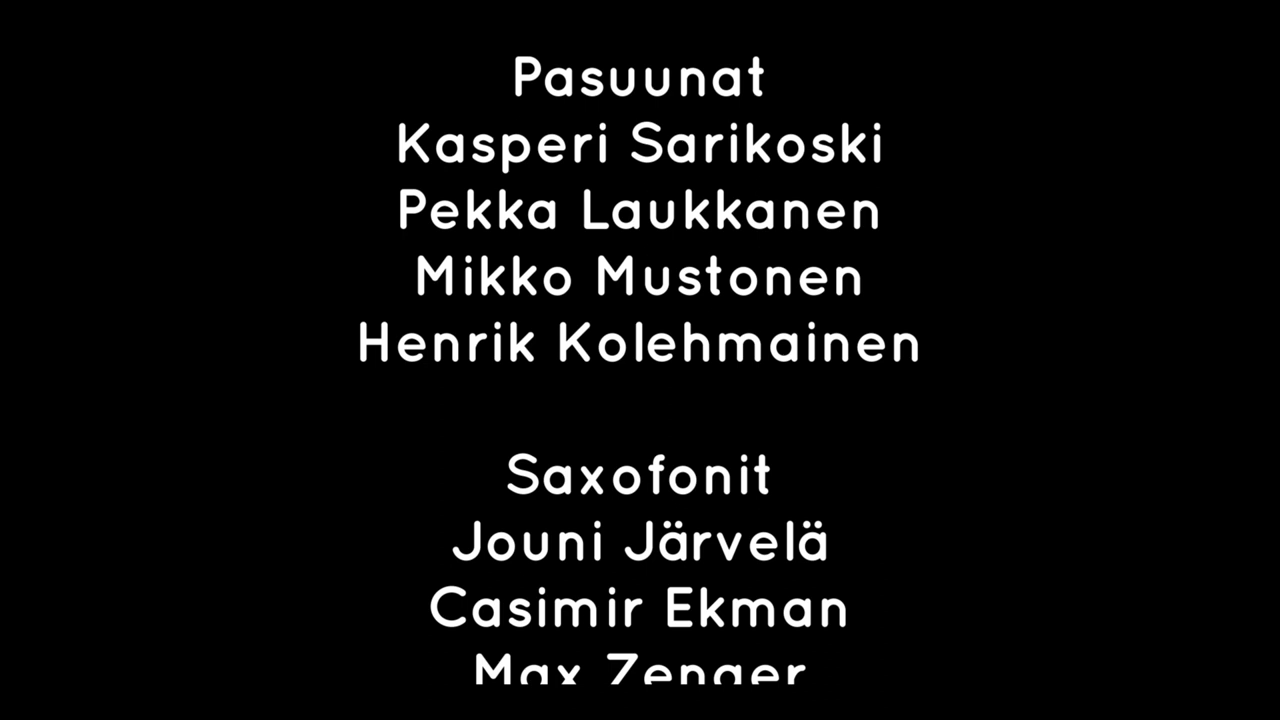 Pasuunat
Kasperi Sarikoski
Pekka Laukkanen
Mikko Mustonen
Henrik Kolehmainen
Saxofonit
Jouni Järvelä
Casimir Ekman
Max Zenger